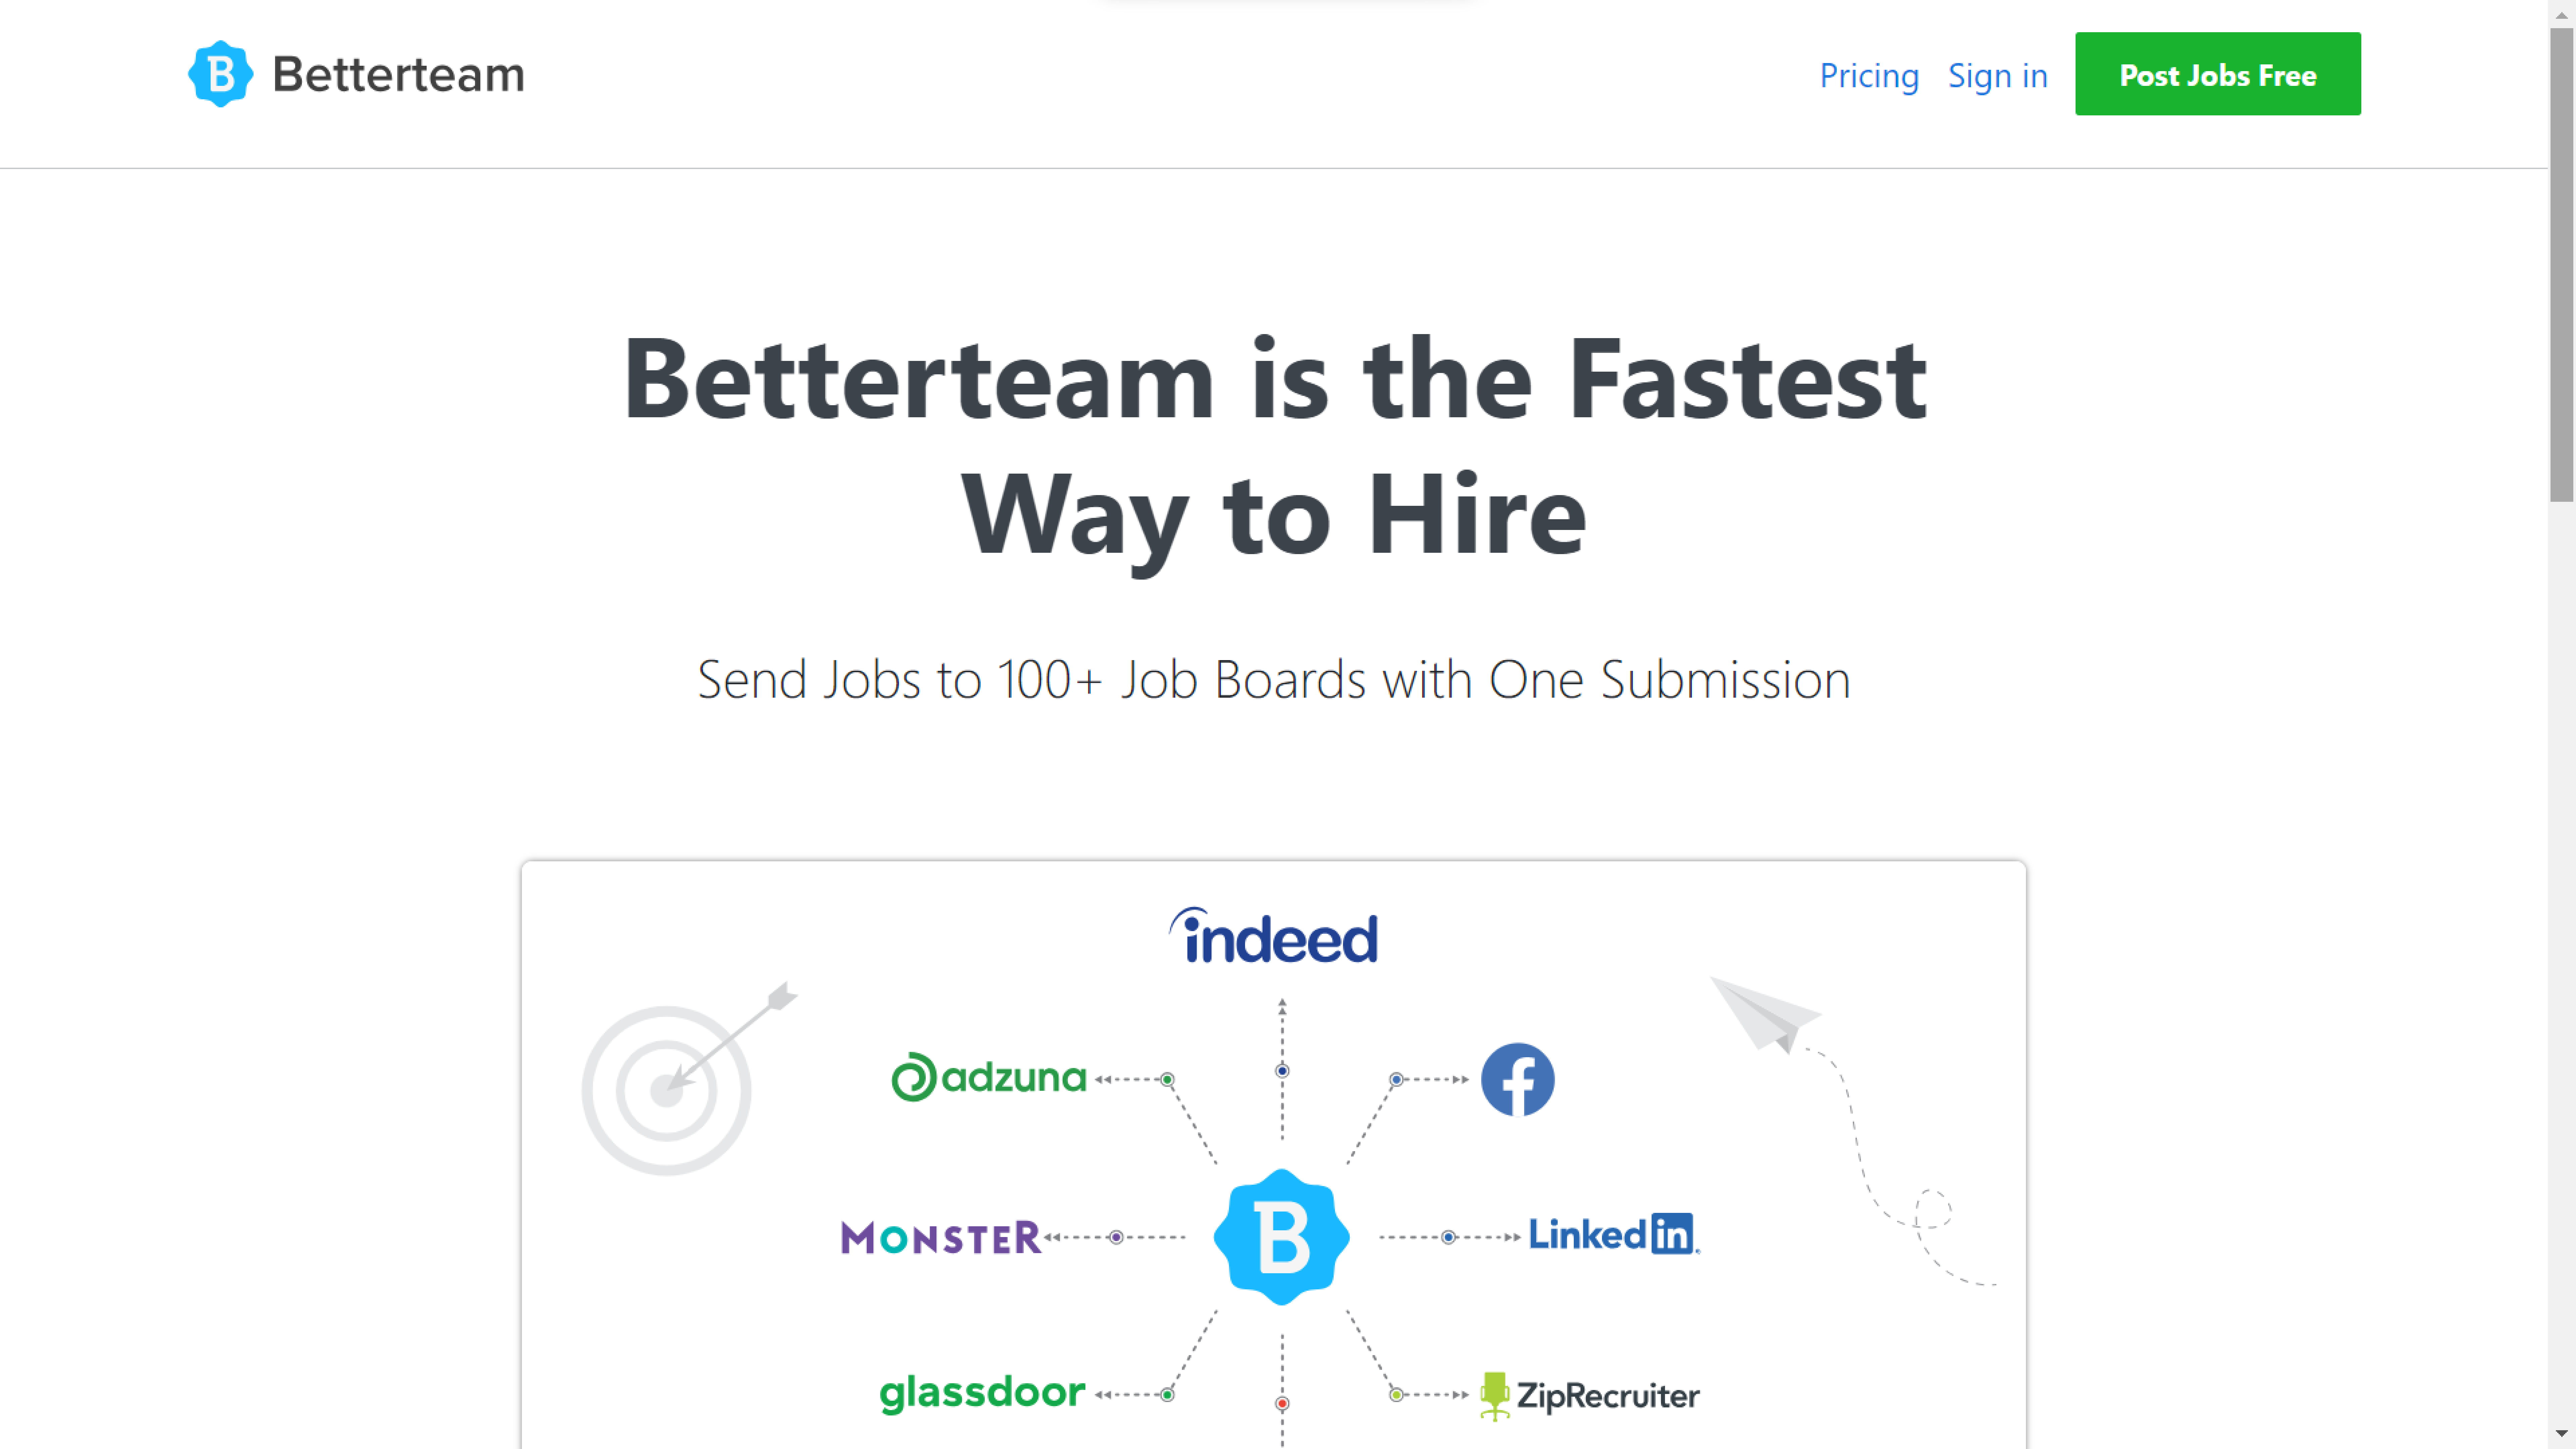 Betterteam
Pricing Sign in Post Jobs Free
Betterteam is the Fastest
Way to Hire
Send Jobs to 100+ Job Boards with One Submission
indeed
adzuna
MONSTER
B
LinkedIn
glassdoor
ZipRecruiter